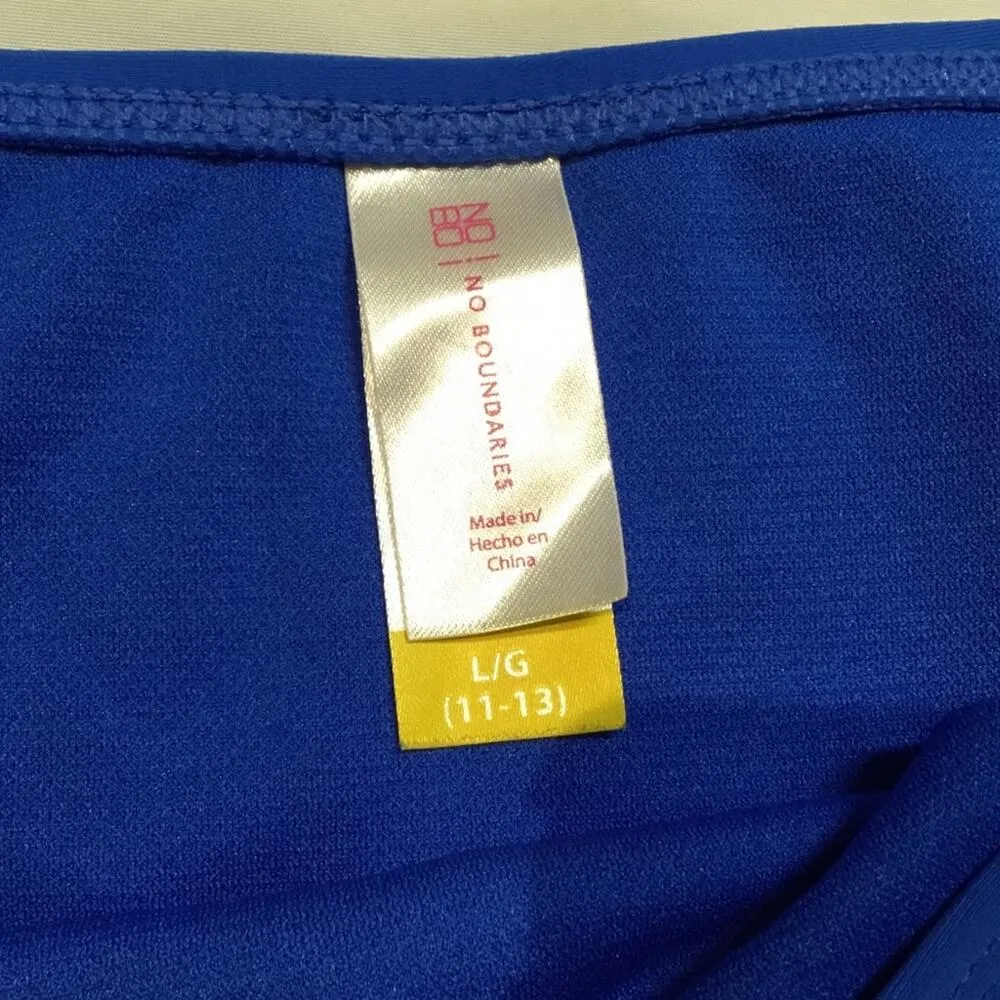 NO
BO
NO BOUNDARIES
Made in/
Hecho en
China
L/G
(11-13)